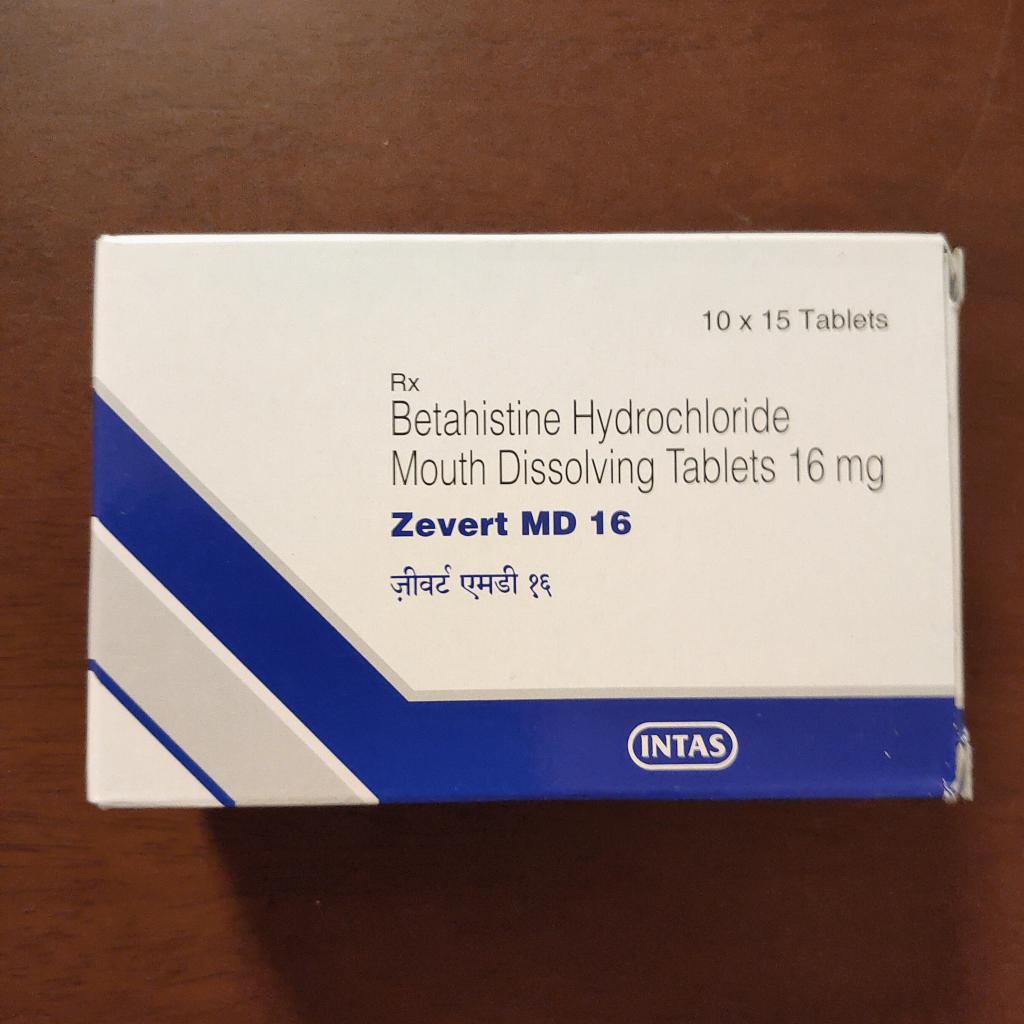 10 x 15 Tablets
Rx
Betahistine Hydrochloride
Mouth Dissolving Tablets 16 mg
Zevert MD 16
ज़ीवर्ट एमडी १६
INTAS